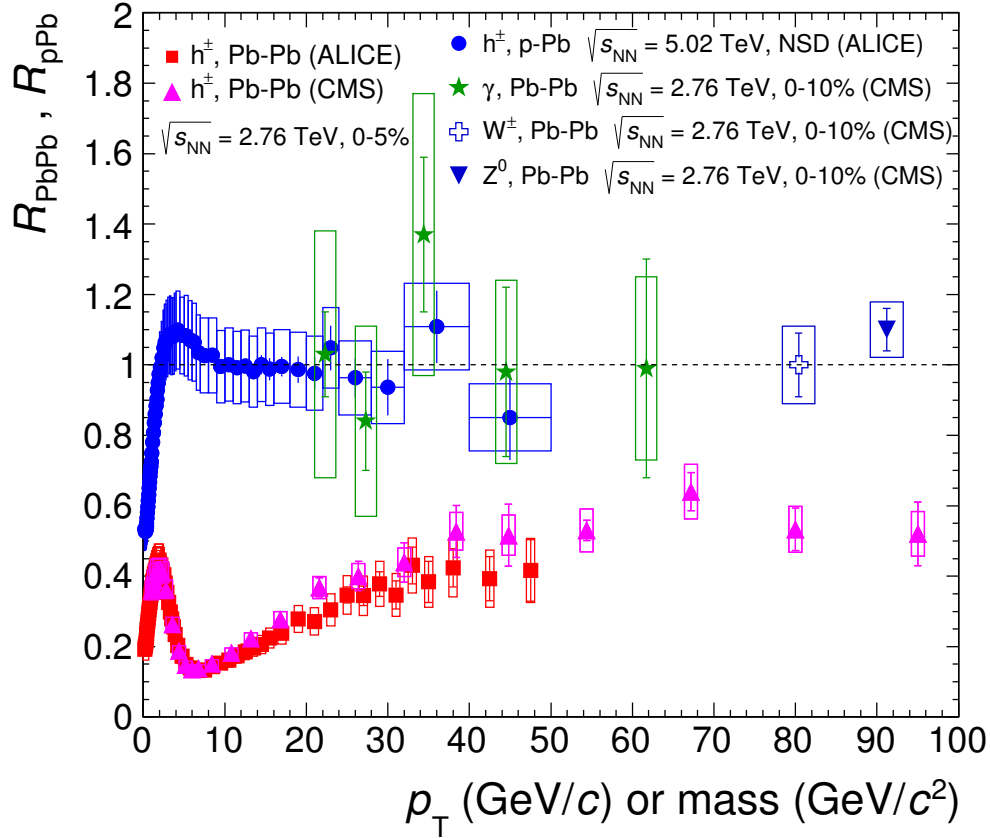 R_PbPb , R_pPb
2
1.8
1.6
1.4
1.2
1
0.8
0.6
0.4
0.2
0
h±, Pb-Pb (ALICE)
h±, Pb-Pb (CMS)
√s_NN = 2.76 TeV, 0-5%
h±, p-Pb √s_NN = 5.02 TeV, NSD (ALICE)
γ, Pb-Pb √s_NN = 2.76 TeV, 0-10% (CMS)
W±, Pb-Pb √s_NN = 2.76 TeV, 0-10% (CMS)
Z⁰, Pb-Pb √s_NN = 2.76 TeV, 0-10% (CMS)
0 10 20 30 40 50 60 70 80 90 100
p_T (GeV/c) or mass (GeV/c²)